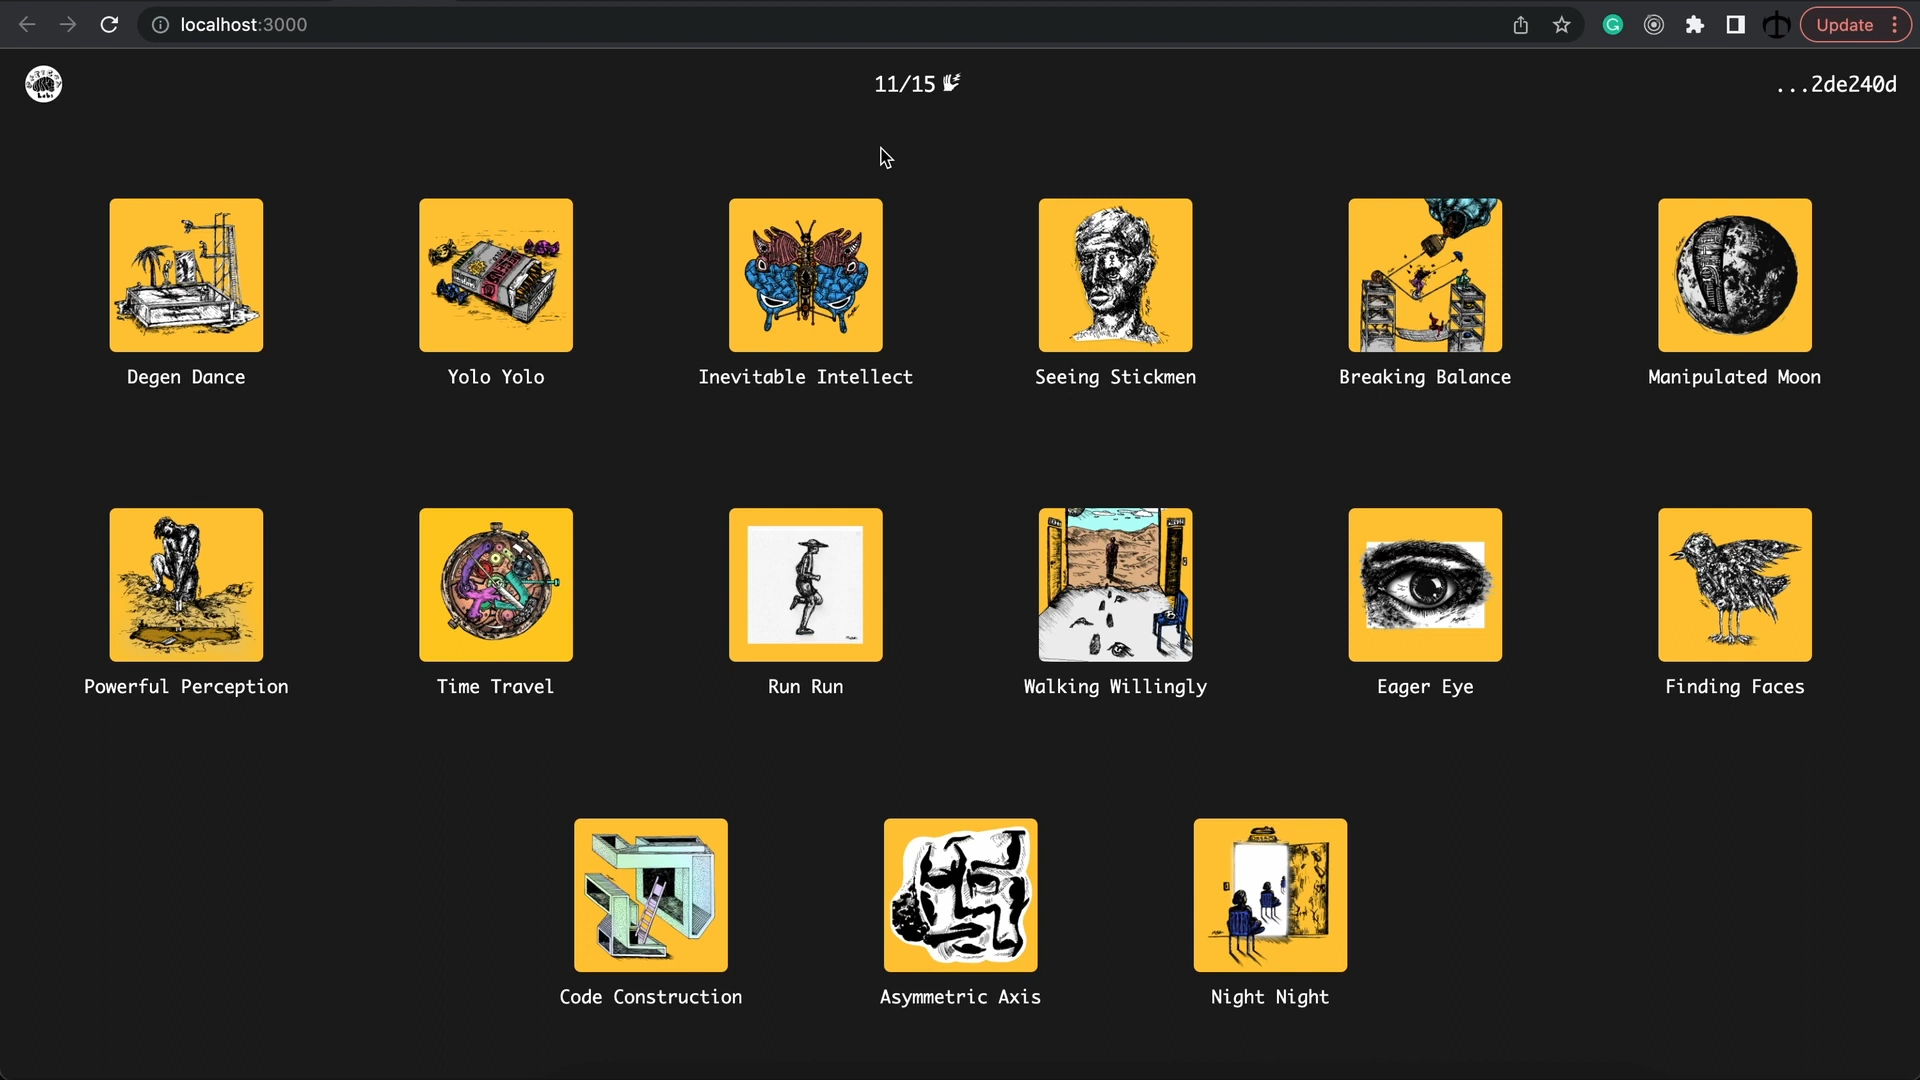 localhost:3000
Update
11/15
...2de240d
Degen Dance
Yolo Yolo
Inevitable Intellect
Seeing Stickmen
Breaking Balance
Manipulated Moon
Powerful Perception
Time Travel
Run Run
Walking Willingly
Eager Eye
Finding Faces
Code Construction
Asymmetric Axis
Night Night